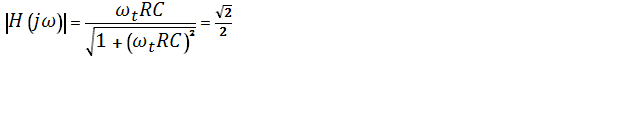 |H (jω)| = ω_t RC / √(1 + (ω_t RC)²) = √2 / 2